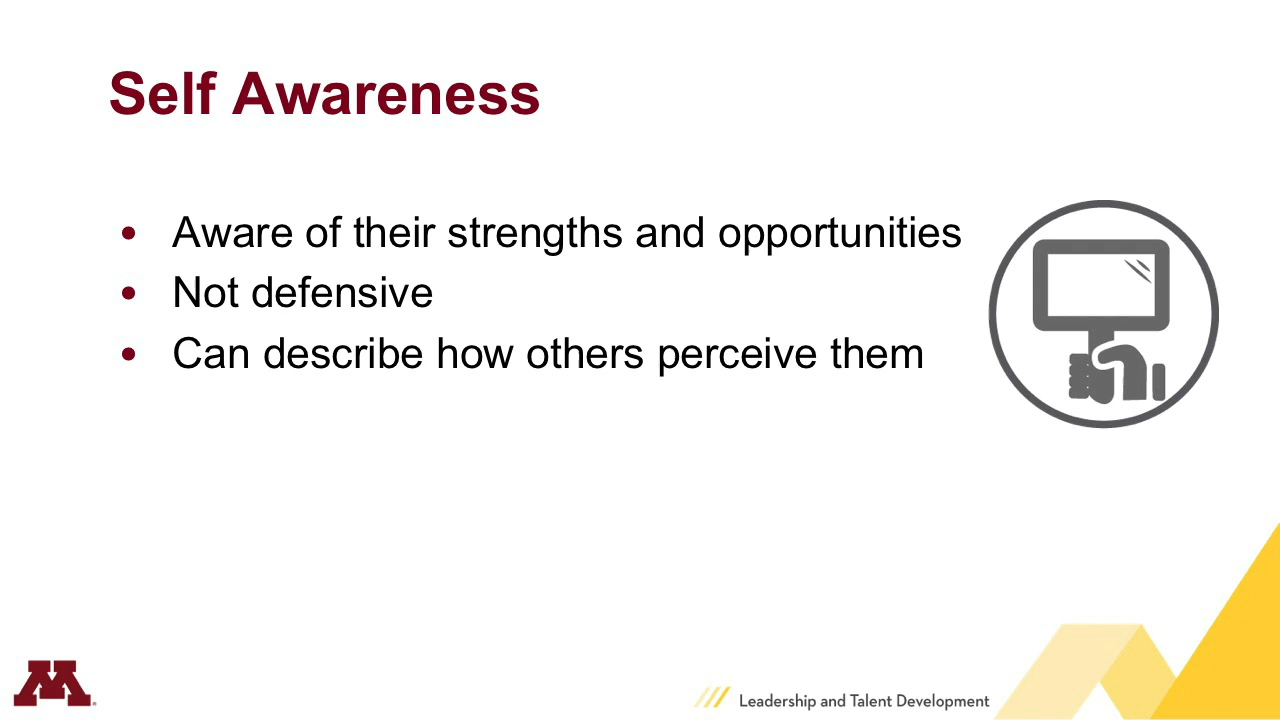 Self Awareness
• Aware of their strengths and opportunities
• Not defensive
• Can describe how others perceive them
M
Leadership and Talent Development